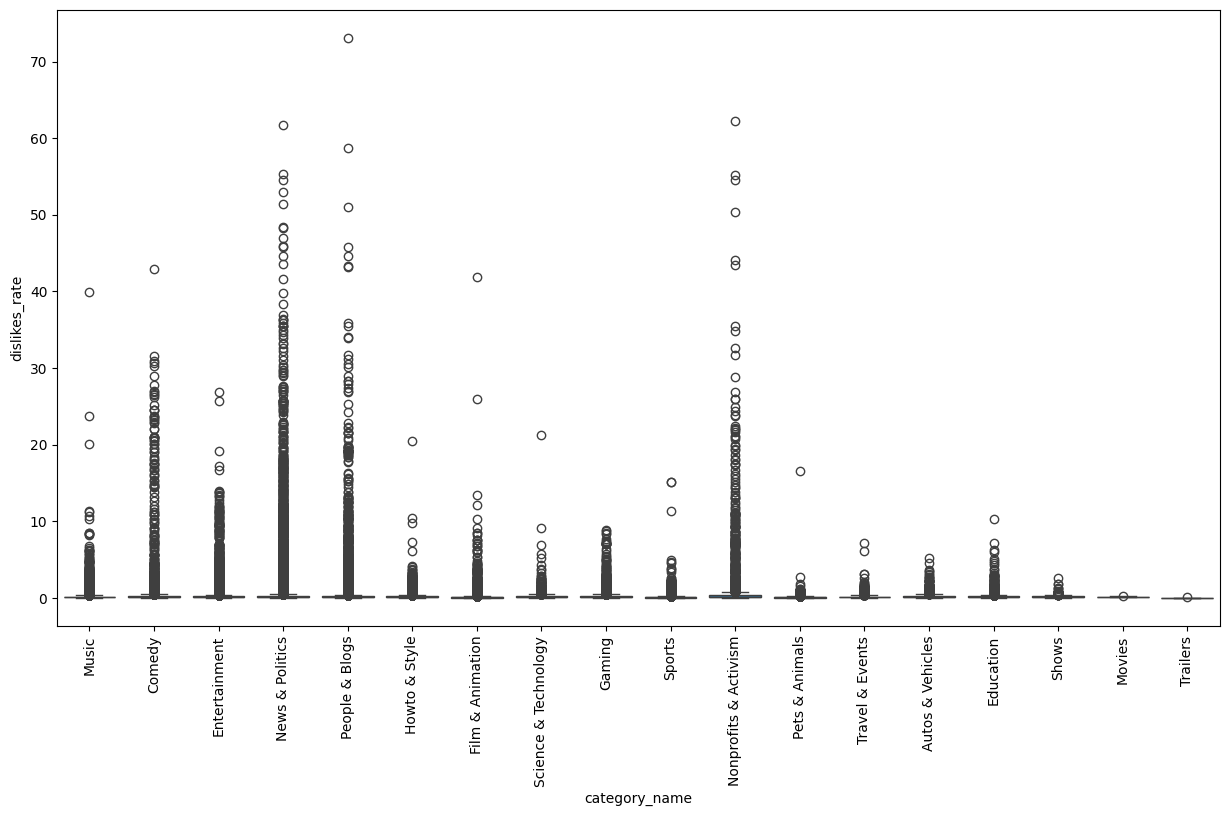 70
60
50
40
30
20
10
0
dislikes_rate
Music
Comedy
Entertainment
News & Politics
People & Blogs
Howto & Style
Film & Animation
Science & Technology
Gaming
Sports
Nonprofits & Activism
Pets & Animals
Travel & Events
Autos & Vehicles
Education
Shows
Movies
Trailers
category_name